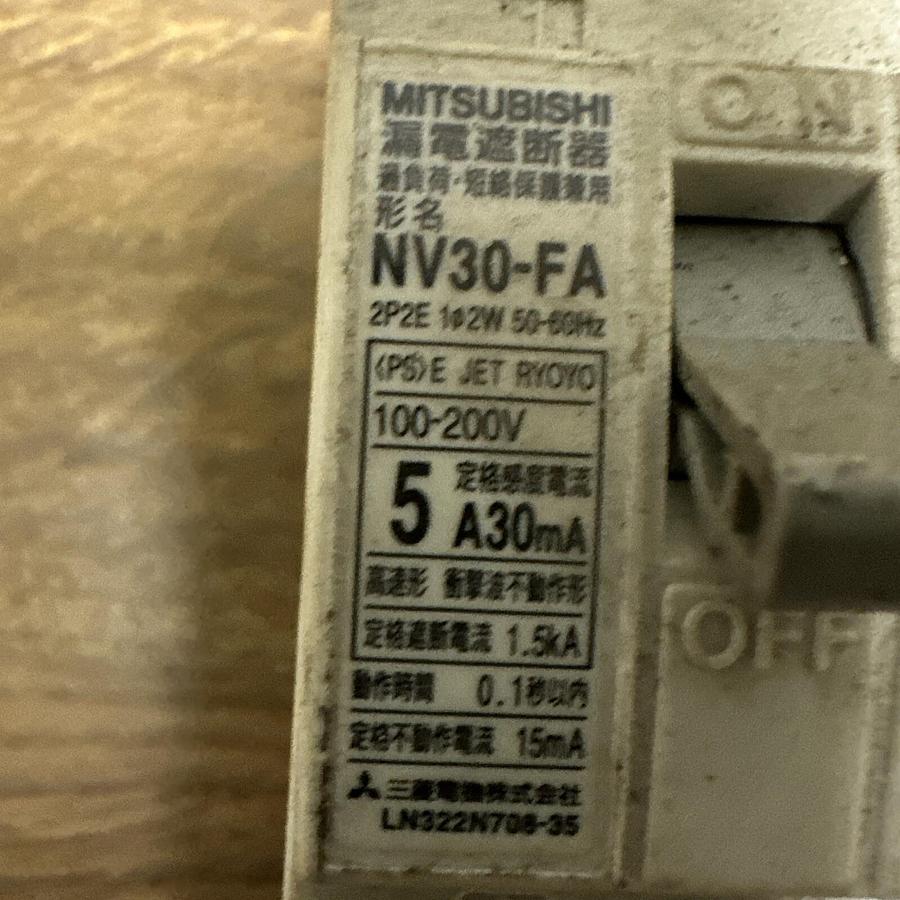 MITSUBISHI
漏電遮断器
過負荷・短絡保護兼用
形名
NV30-FA
2P2E 1φ2W 50-60Hz
<PS>E JET RYOYO
100-200V
定格感度電流
5A30mA
高速形 衝撃波不動作形
定格遮断電流 1.5kA
動作時間 0.1秒以内
定格不動作電流 15mA
三菱電機株式会社
LN322N708-35
ON
OFF